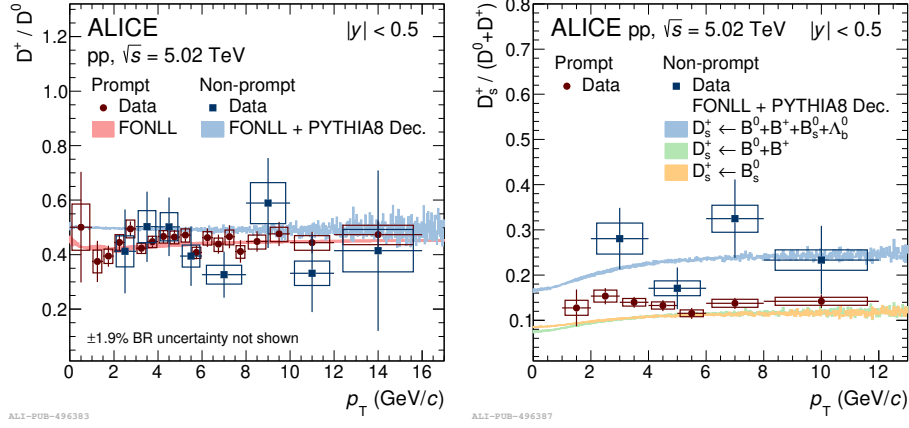 D⁺ / D⁰
1.2
1
0.8
0.6
0.4
0.2
0
ALICE
|y| < 0.5
pp, √s = 5.02 TeV
Prompt
Non-prompt
Data
Data
FONLL
FONLL + PYTHIA8 Dec.
±1.9% BR uncertainty not shown
0 2 4 6 8 10 12 14 16
p_T (GeV/c)
ALI-PUB-496383
D_s⁺ / (D⁰+D⁺)
0.8
0.7
0.6
0.5
0.4
0.3
0.2
0.1
ALICE pp, √s = 5.02 TeV |y| < 0.5
Prompt
Non-prompt
Data
Data
FONLL + PYTHIA8 Dec.
D_s⁺ ← B⁰+B⁺+B_s⁰+Λ_b⁰
D_s⁺ ← B⁰+B⁺
D_s⁺ ← B_s⁰
0 2 4 6 8 10 12
p_T (GeV/c)
ALI-PUB-496387